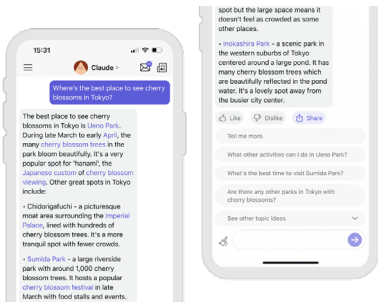 15:31
Claude ›
Where's the best place to see cherry
blossoms in Tokyo?
The best place to see cherry
blossoms in Tokyo is Ueno Park.
During late March to early April, the
many cherry blossom trees in the
park bloom beautifully. It's a very
popular spot for 'hanami', the
Japanese custom of cherry blossom
viewing. Other great spots in Tokyo
include:
• Chidorigafuchi - a picturesque
moat area surrounding the Imperial
Palace, lined with hundreds of
cherry blossom trees. It's a more
tranquil spot with fewer crowds.
• Sumida Park - a large riverside
park with around 1,000 cherry
blossom trees. It hosts a popular
cherry blossom festival in late
March with food stalls and events.
spot but the large space means it
doesn't feel as crowded as some
other places.
• Inokashira Park - a scenic park in
the western suburbs of Tokyo
centered around a large pond. It has
many cherry blossom trees which
are beautifully reflected in the pond
water. It's a lovely spot away from
the busier city center.
Like Dislike Share
Tell me more.
What other activities can I do in Ueno Park?
What's the best time to visit Sumida Park?
Are there any other parks in Tokyo with
cherry blossoms?
See other topic ideas